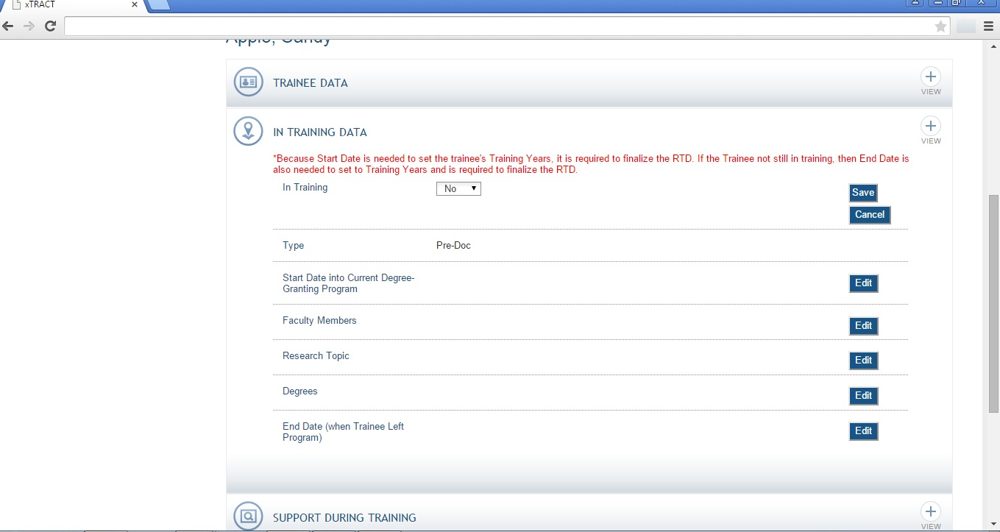 xTRACT
Apple, Candy
TRAINEE DATA
VIEW
IN TRAINING DATA
VIEW
*Because Start Date is needed to set the trainee's Training Years, it is required to finalize the RTD. If the Trainee not still in training, then End Date is
also needed to set to Training Years and is required to finalize the RTD.
In Training No Save
Cancel
Type Pre-Doc
Start Date into Current Degree-
Granting Program
Edit
Faculty Members Edit
Research Topic Edit
Degrees Edit
End Date (when Trainee Left
Program)
Edit
SUPPORT DURING TRAINING
VIEW